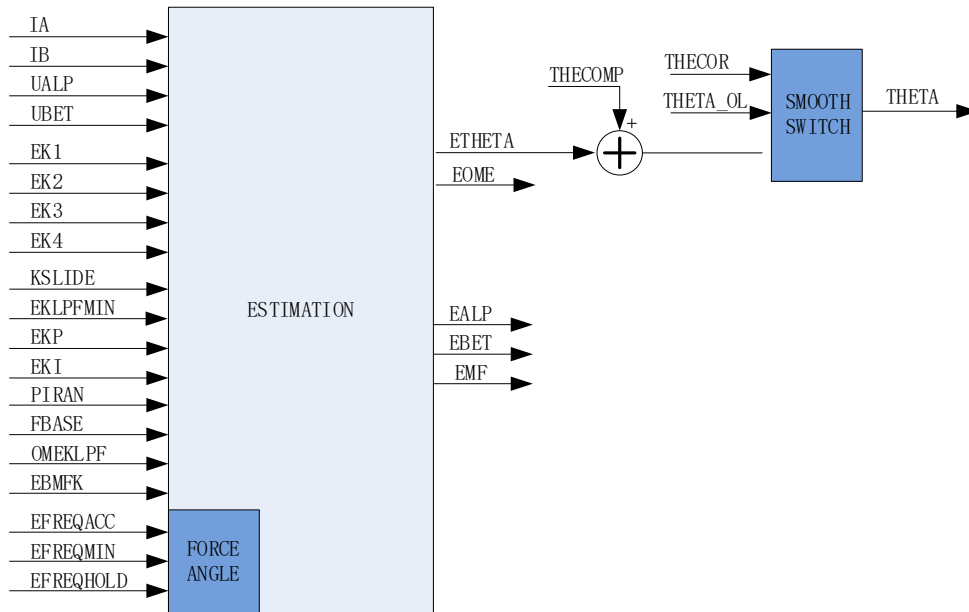 IA
IB
UALP
UBET
EK1
EK2
EK3
EK4
KSLIDE
EKLPFMIN
EKP
EKI
PIRAN
FBASE
OMEKLPF
EBMFK
EFREQACC
EFREQMIN
EFREQHOLD
FORCE
ANGLE
ESTIMATION
ETHETA
EOME
EALP
EBET
EMF
THECOMP
+
THECOR
THETA_OL
SMOOTH
SWITCH
THETA